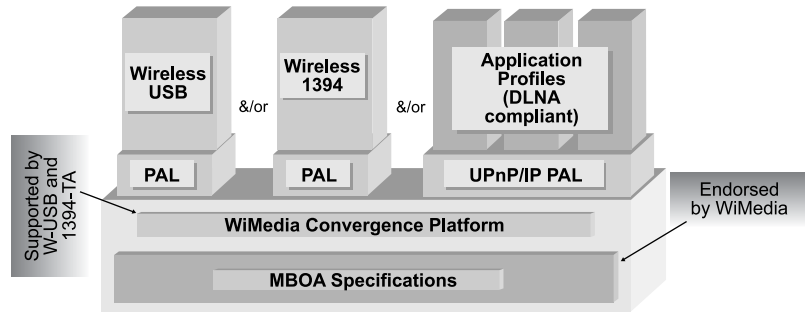 Wireless
USB
&/or
Wireless
1394
&/or
Application
Profiles
(DLNA
compliant)
PAL
PAL
UPnP/IP PAL
Supported by
W-USB and
1394-TA
Endorsed
by WiMedia
WiMedia Convergence Platform
MBOA Specifications